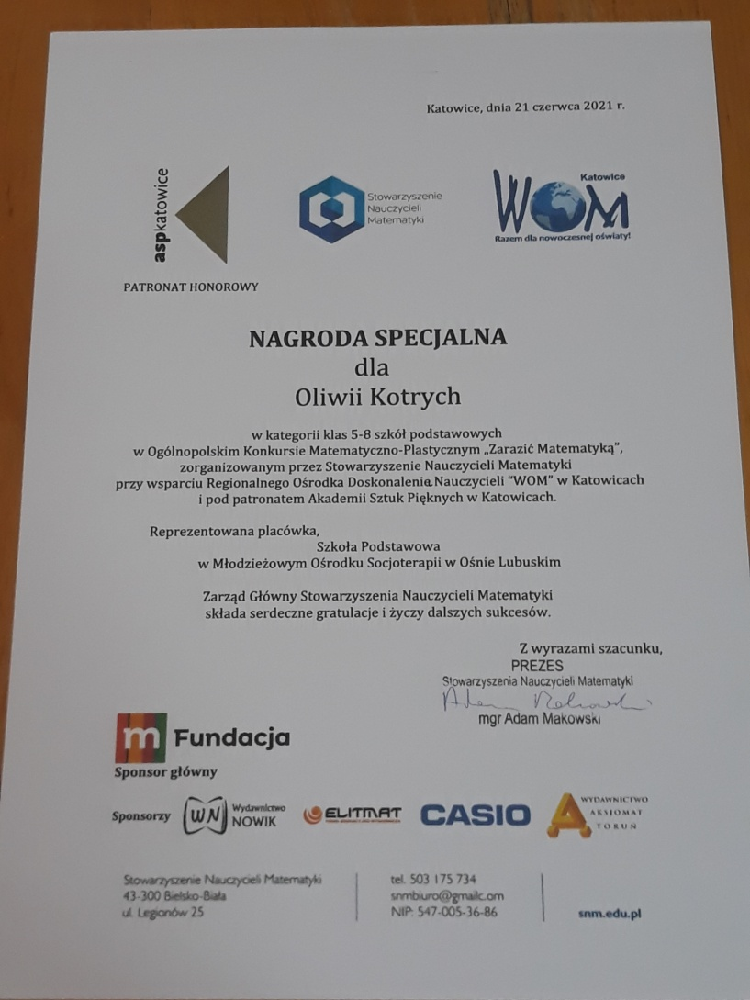 Katowice, dnia 21 czerwca 2021 r.
aspkatowice
PATRONAT HONOROWY
Stowarzyszenie
Nauczycieli
Matematyki
Katowice
WOM
Razem dla nowoczesnej oświaty!
NAGRODA SPECJALNA
dla
Oliwii Kotrych
w kategorii klas 5-8 szkół podstawowych
w Ogólnopolskim Konkursie Matematyczno-Plastycznym „Zarazić Matematyką”,
zorganizowanym przez Stowarzyszenie Nauczycieli Matematyki
przy wsparciu Regionalnego Ośrodka Doskonalenia Nauczycieli “WOM” w Katowicach
i pod patronatem Akademii Sztuk Pięknych w Katowicach.
Reprezentowana placówka,
Szkoła Podstawowa
w Młodzieżowym Ośrodku Socjoterapii w Ośnie Lubuskim
Zarząd Główny Stowarzyszenia Nauczycieli Matematyki
składa serdeczne gratulacje i życzy dalszych sukcesów.
Z wyrazami szacunku,
PREZES
Stowarzyszenia Nauczycieli Matematyki
Adam Makowski
mgr Adam Makowski
m Fundacja
Sponsor główny
Sponsorzy
WN
Wydawnictwo
NOWIK
ELITMAT
CASIO
WYDAWNICTWO
AKSJOMAT
TORUŃ
Stowarzyszenie Nauczycieli Matematyki
43-300 Bielsko-Biała
ul. Legionów 25
tel. 503 175 734
snmbiuro@gmailc.om
NIP: 547-005-36-86
snm.edu.pl